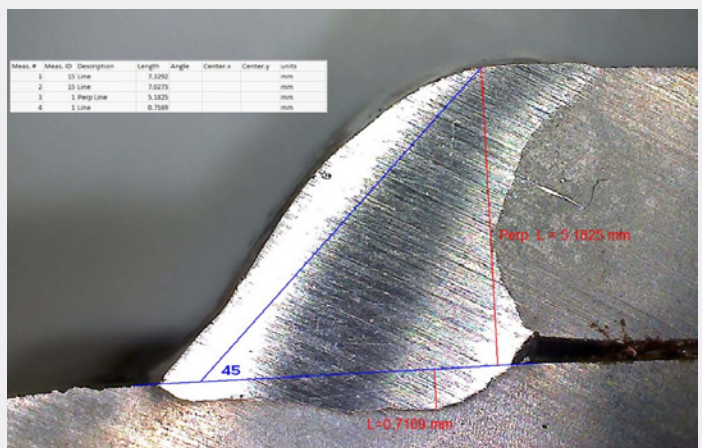 Meas. # Meas. ID Description Length Angle Center.x Center.y units
1 15 Line 7.3292 mm
2 15 Line 7.0273 mm
3 1 Perp Line 5.1825 mm
4 1 Line 0.7169 mm
Perp L = 5.1825 mm
45
L=0.7169 mm